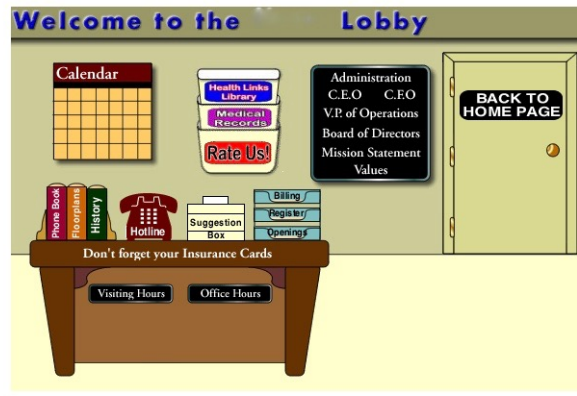 Welcome to the Lobby
Calendar
Health Links
Library
Medical
Records
Rate Us!
Administration
C.E.O C.F.O
V.P. of Operations
Board of Directors
Mission Statement
Values
BACK TO
HOME PAGE
Phone Book
Floorplans
History
Hotline
Suggestion
Box
Billing
Register
Openings
Don't forget your Insurance Cards
Visiting Hours Office Hours